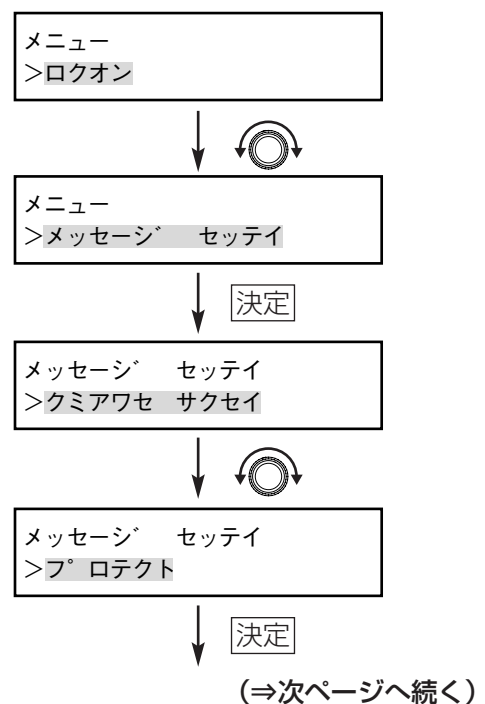 メニュー
>ロクオン
メニュー
>メッセージ　セッテイ
決定
メッセージ　セッテイ
>クミアワセ　サクセイ
メッセージ　セッテイ
>プロテクト
決定
(⇒次ページへ続く)